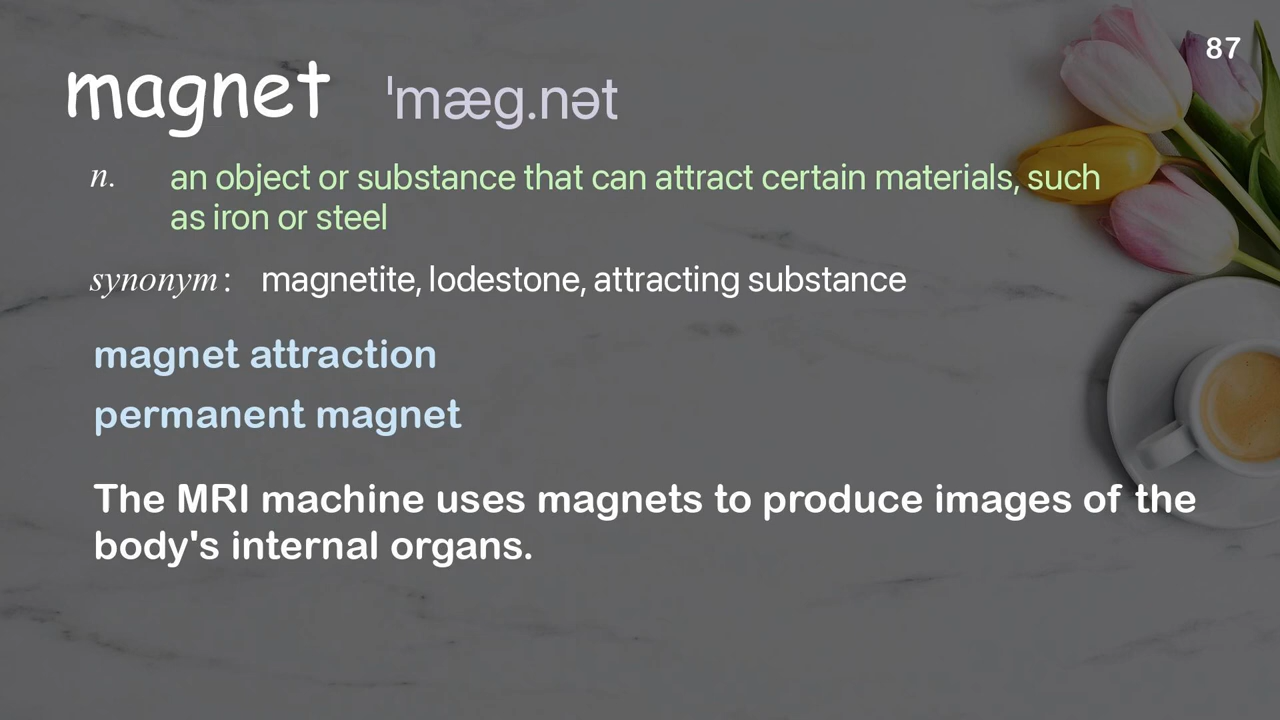 87
magnet ˈmæg.nət
n. an object or substance that can attract certain materials, such
as iron or steel
synonym: magnetite, lodestone, attracting substance
magnet attraction
permanent magnet
The MRI machine uses magnets to produce images of the
body's internal organs.